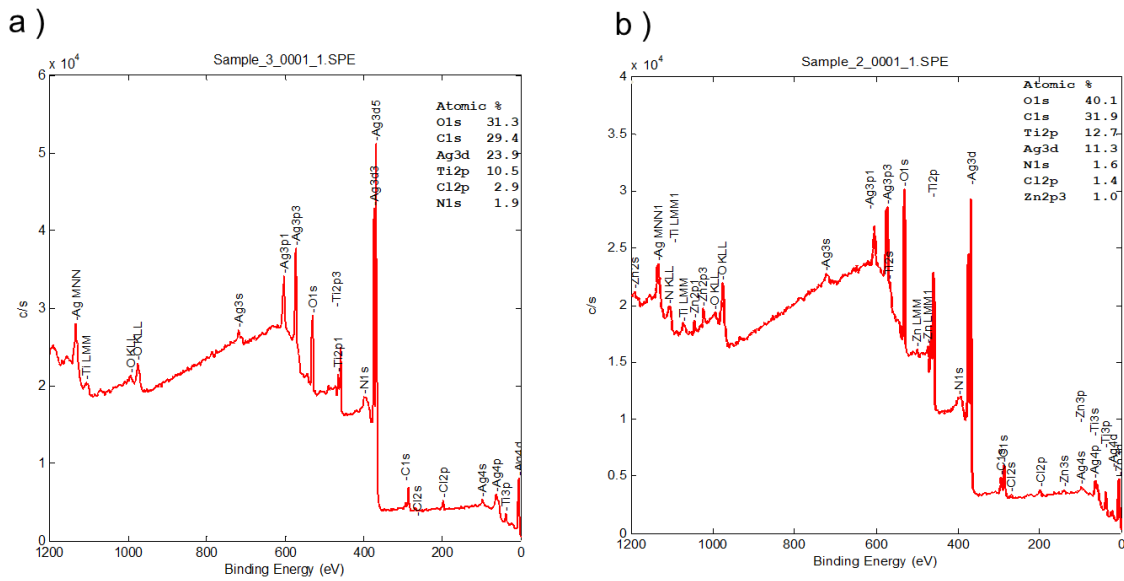 a )
Sample_3_0001_1.SPE
x 10⁴
6
5
4
3
2
1
0
c/s
1200 1000 800 600 400 200 0
Binding Energy (eV)
Atomic %
O1s 31.3
C1s 29.4
Ag3d 23.9
Ti2p 10.5
Cl2p 2.9
N1s 1.9
-Ag MNN
-Ti LMM
-O KLL
-O KLL
-Ag3s
-Ag3p1
-Ag3p3
-O1s
-Ti2p3
-Ti2p1
-N1s
-Ag3d5
-Ag3d3
-C1s
-Cl2s
-Cl2p
-Ag4s
-Ag4p
-Ti3p
-Ag4d
b )
Sample_2_0001_1.SPE
x 10⁴
4
3.5
3
2.5
2
1.5
1
0.5
0
c/s
1200 1000 800 600 400 200 0
Binding Energy (eV)
Atomic %
O1s 40.1
C1s 31.9
Ti2p 12.7
Ag3d 11.3
N1s 1.6
Cl2p 1.4
Zn2p3 1.0
-Zn2s
-Ag MNN1
-N KLL
-Ti LMM1
-Ti LMM
-Zn2p1
-Zn2p3
-O KLL
-O KLL
-Ag3s
-Ag3p1
-Ag3p3
-Ti2s
-O1s
-Zn LMM
-Zn LMM1
-Ti2p
-N1s
-Ag3d
-C1s
-C1s
-Cl2s
-Cl2p
-Zn3s
-Ag4s
-Zn3p
-Ag4p
-Ti3s
-Ti3p
-Ag4d